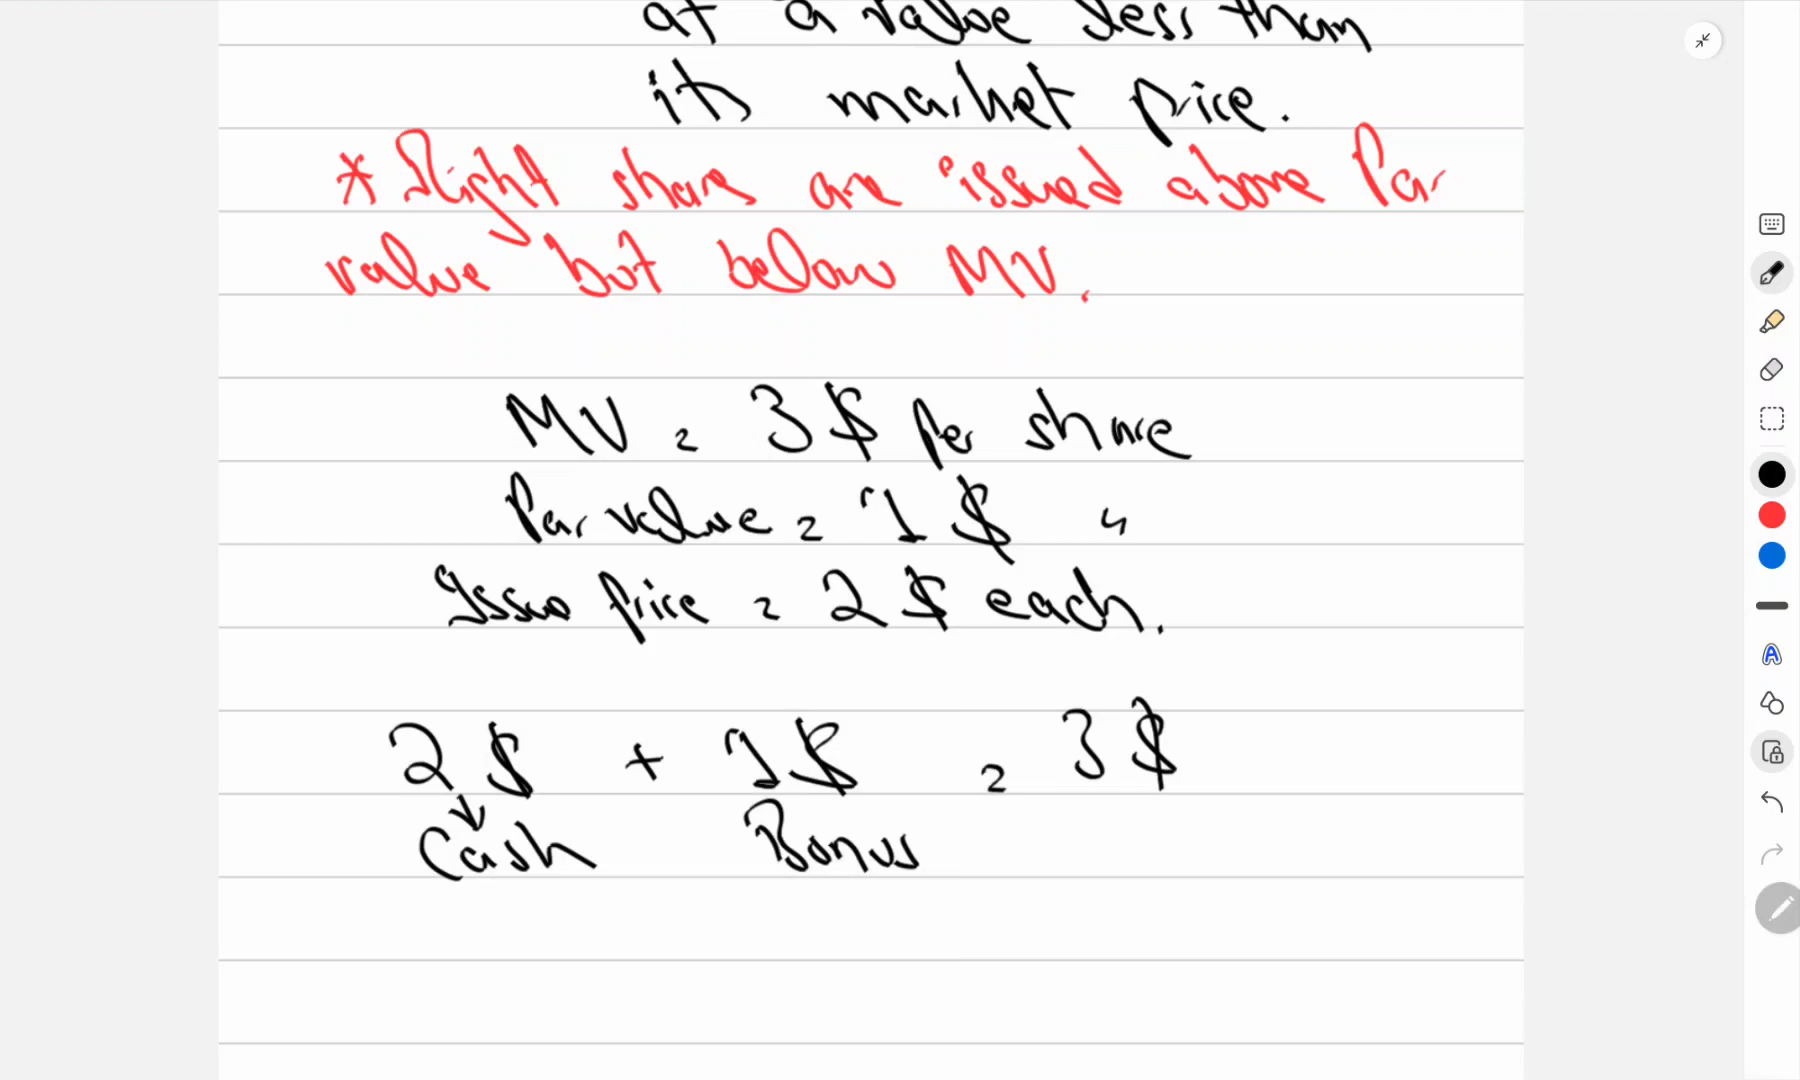 at a value less than
its market price.
* Right share are issued above Par
value but below MV.
MV = 3 $ Per share
Par value = 1 $ "
Issue price = 2 $ each.
2 $ + 1 $ = 3 $
Cash Bonus
A